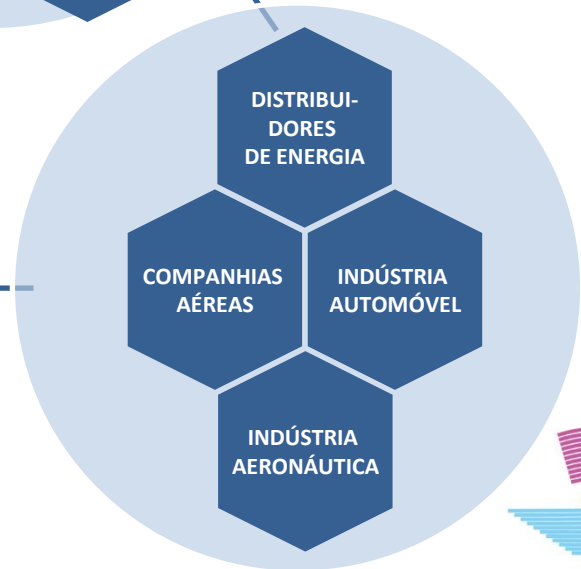 DISTRIBUI-
DORES
DE ENERGIA
COMPANHIAS
AÉREAS
INDÚSTRIA
AUTOMÓVEL
INDÚSTRIA
AERONÁUTICA